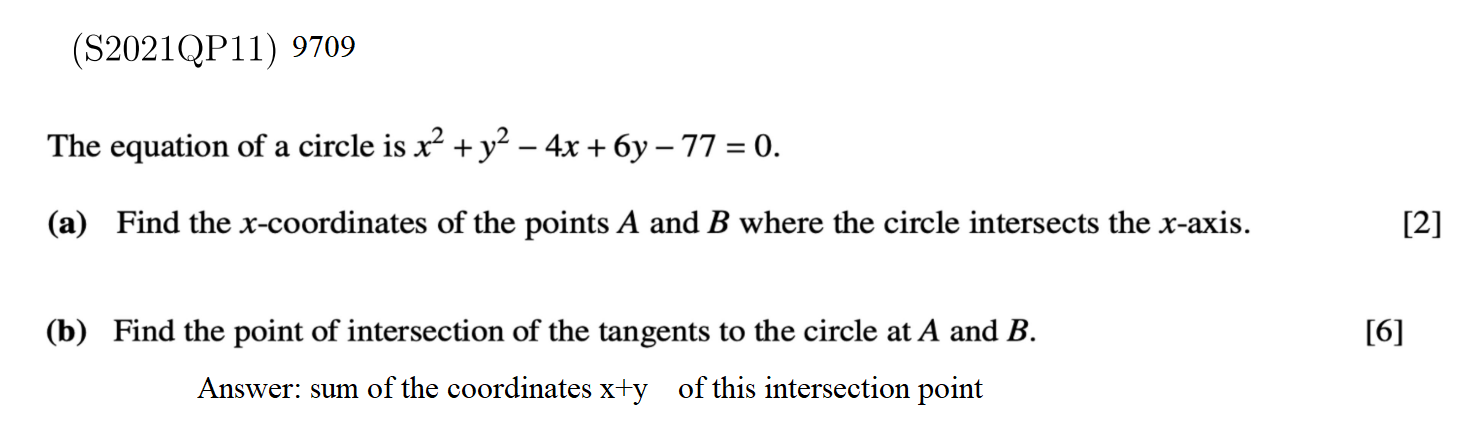 (S2021QP11) 9709
The equation of a circle is x² + y² − 4x + 6y − 77 = 0.
(a) Find the x-coordinates of the points A and B where the circle intersects the x-axis. [2]
(b) Find the point of intersection of the tangents to the circle at A and B. [6]
Answer: sum of the coordinates x+y of this intersection point